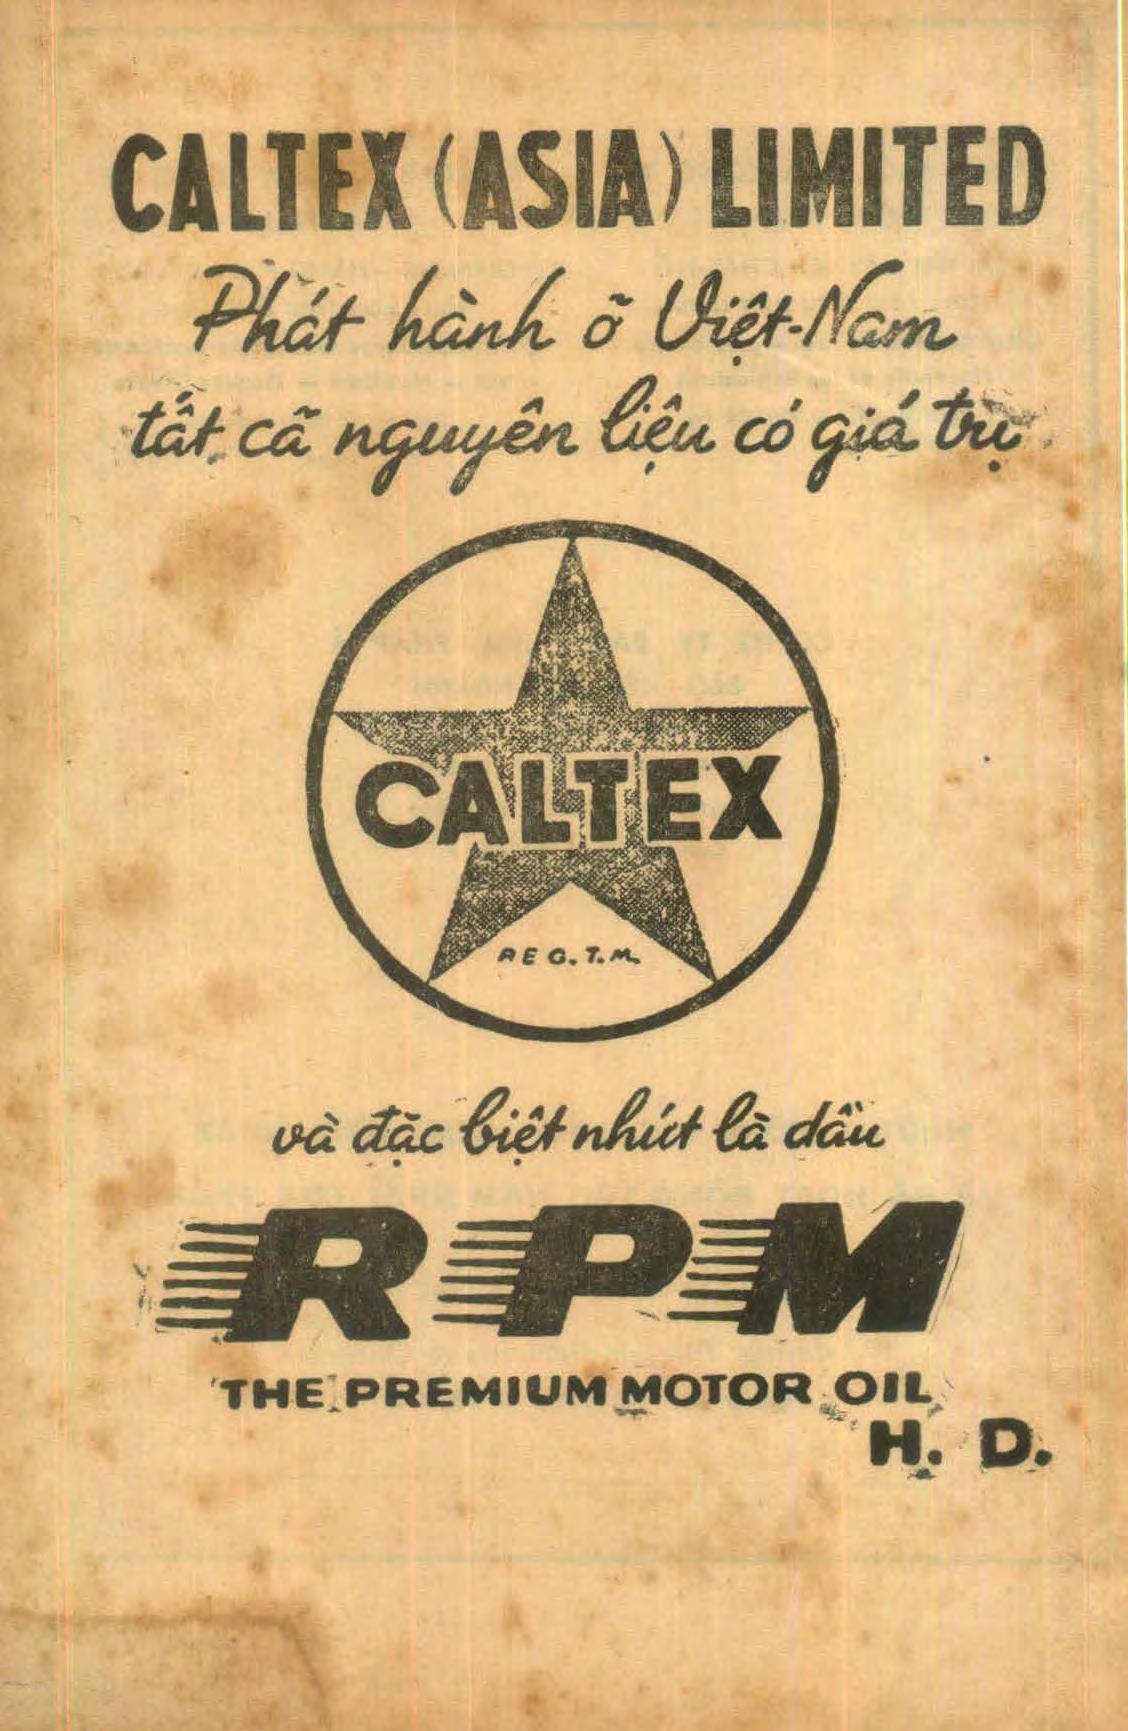 CALTEX (ASIA) LIMITED
Phát hành õ Việt-Nam
tất cã nguyên liệu có giá trị
CALTEX
REG.T.M.
và đặc biệt nhứt là dầu
RPM
THE PREMIUM MOTOR OIL
H. D.